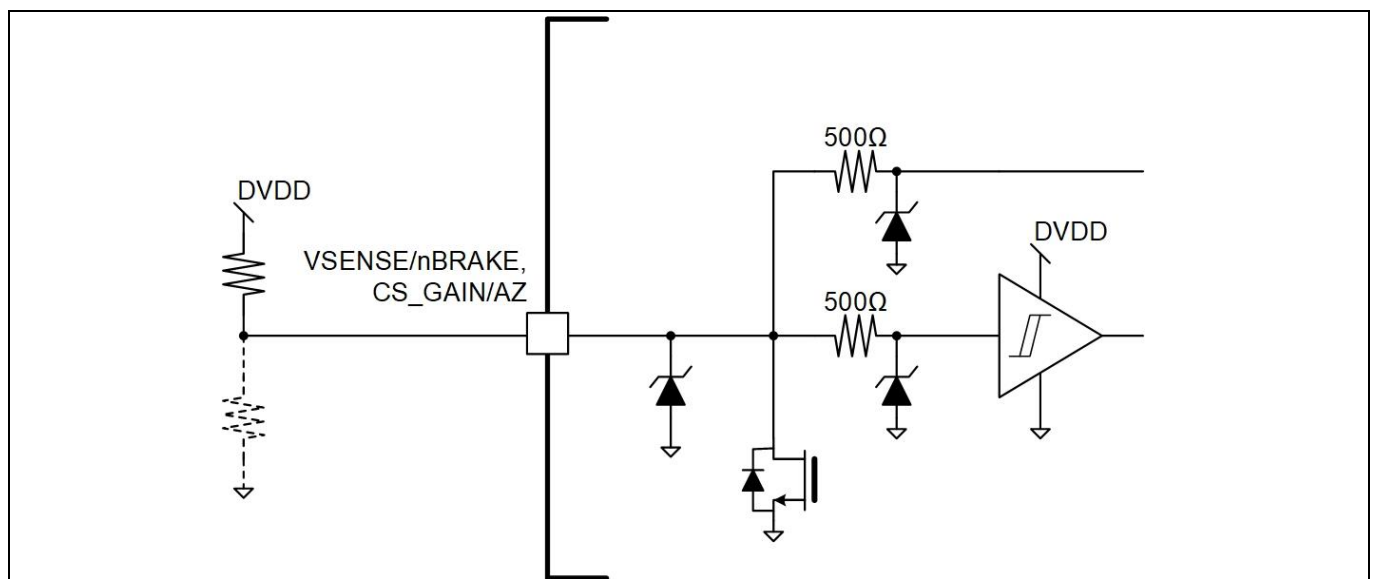 500Ω
DVDD
VSENSE/nBRAKE,
CS_GAIN/AZ
DVDD
500Ω